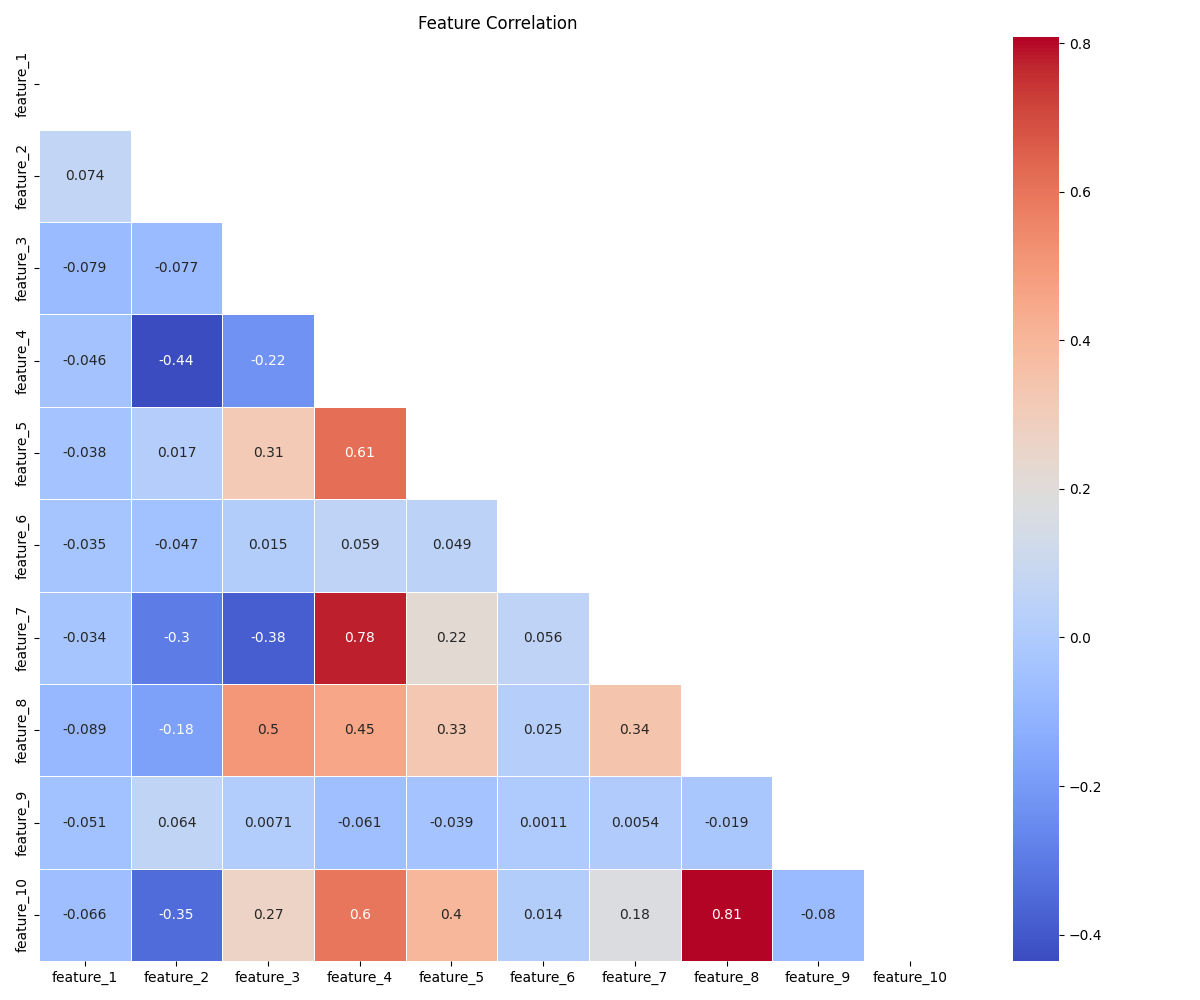 Feature Correlation
feature_1
feature_2 0.074
feature_3 -0.079 -0.077
feature_4 -0.046 -0.44 -0.22
feature_5 -0.038 0.017 0.31 0.61
feature_6 -0.035 -0.047 0.015 0.059 0.049
feature_7 -0.034 -0.3 -0.38 0.78 0.22 0.056
feature_8 -0.089 -0.18 0.5 0.45 0.33 0.025 0.34
feature_9 -0.051 0.064 0.0071 -0.061 -0.039 0.0011 0.0054 -0.019
feature_10 -0.066 -0.35 0.27 0.6 0.4 0.014 0.18 0.81 -0.08
feature_1 feature_2 feature_3 feature_4 feature_5 feature_6 feature_7 feature_8 feature_9 feature_10
0.8
0.6
0.4
0.2
0.0
−0.2
−0.4